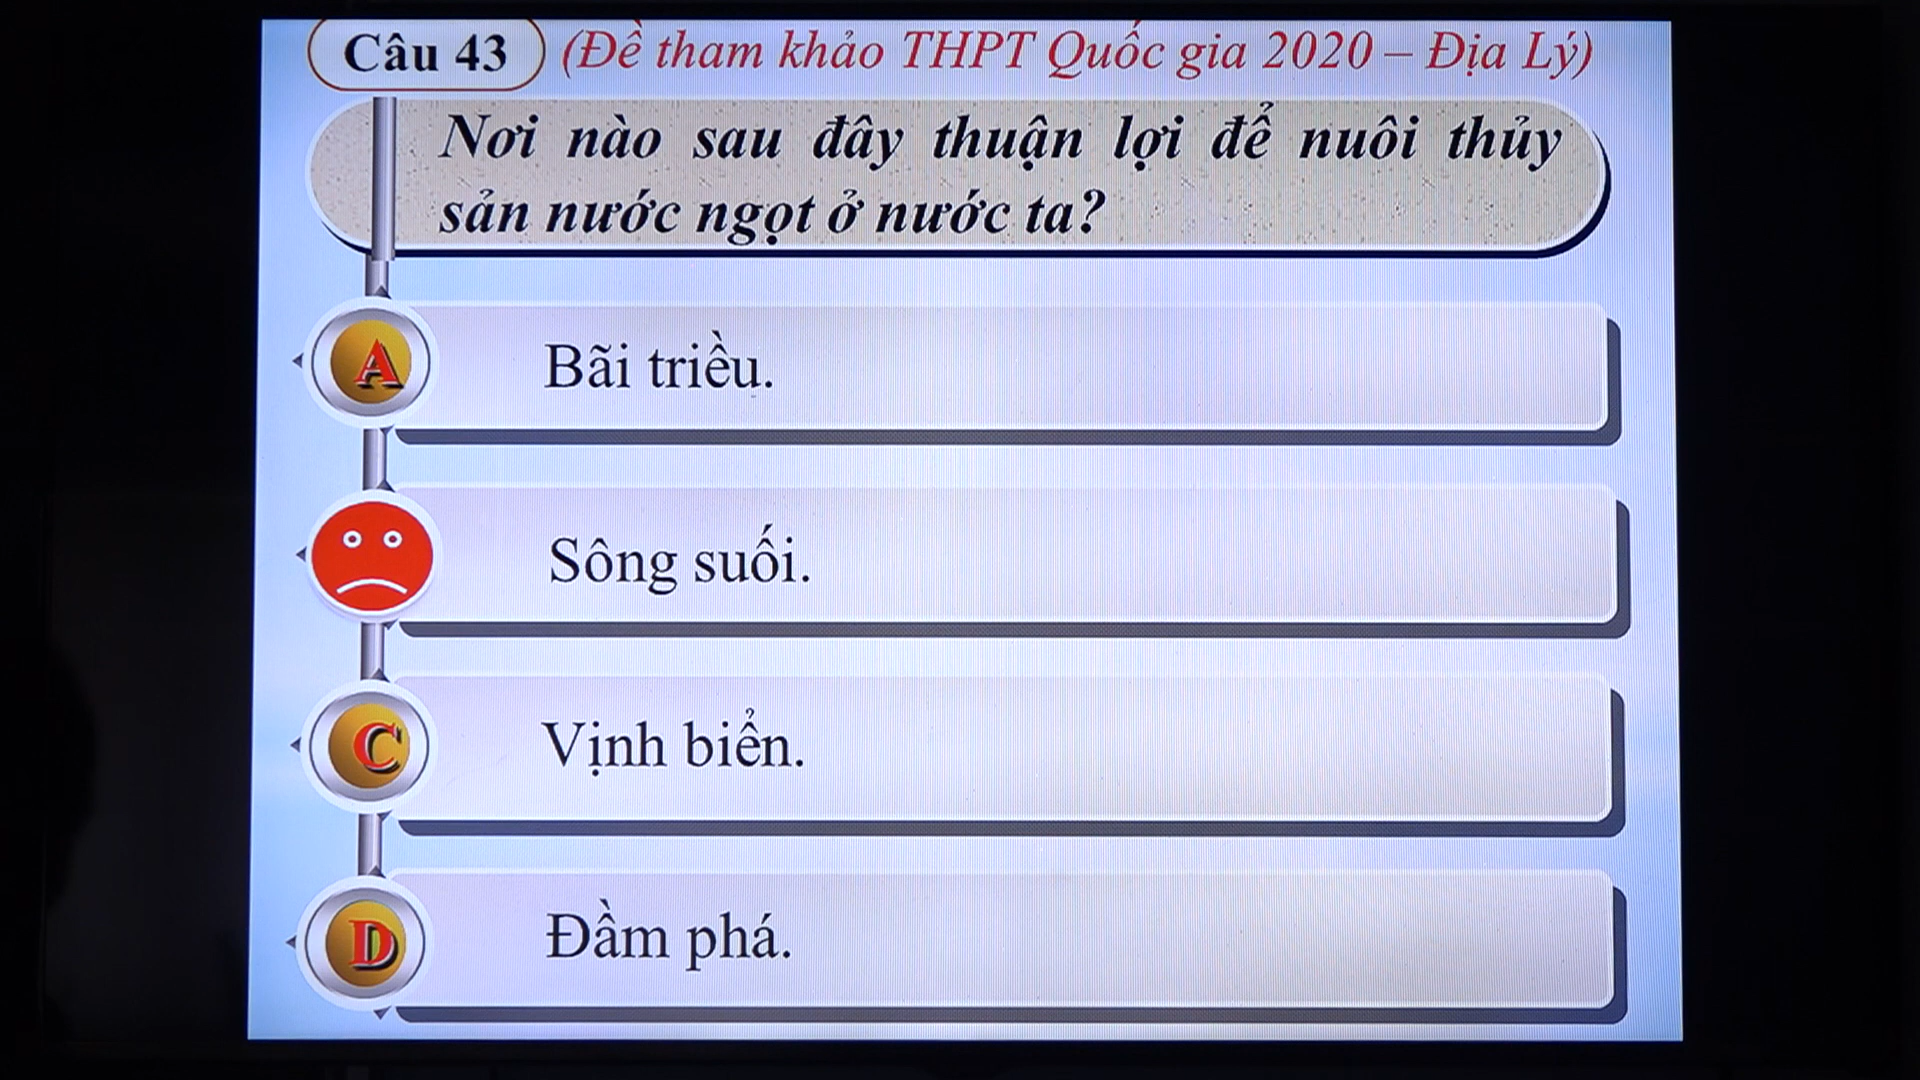 Câu 43 (Đề tham khảo THPT Quốc gia 2020 – Địa Lý)
Nơi nào sau đây thuận lợi để nuôi thủy
sản nước ngọt ở nước ta?
A Bãi triều.
Sông suối.
C Vịnh biển.
D Đầm phá.